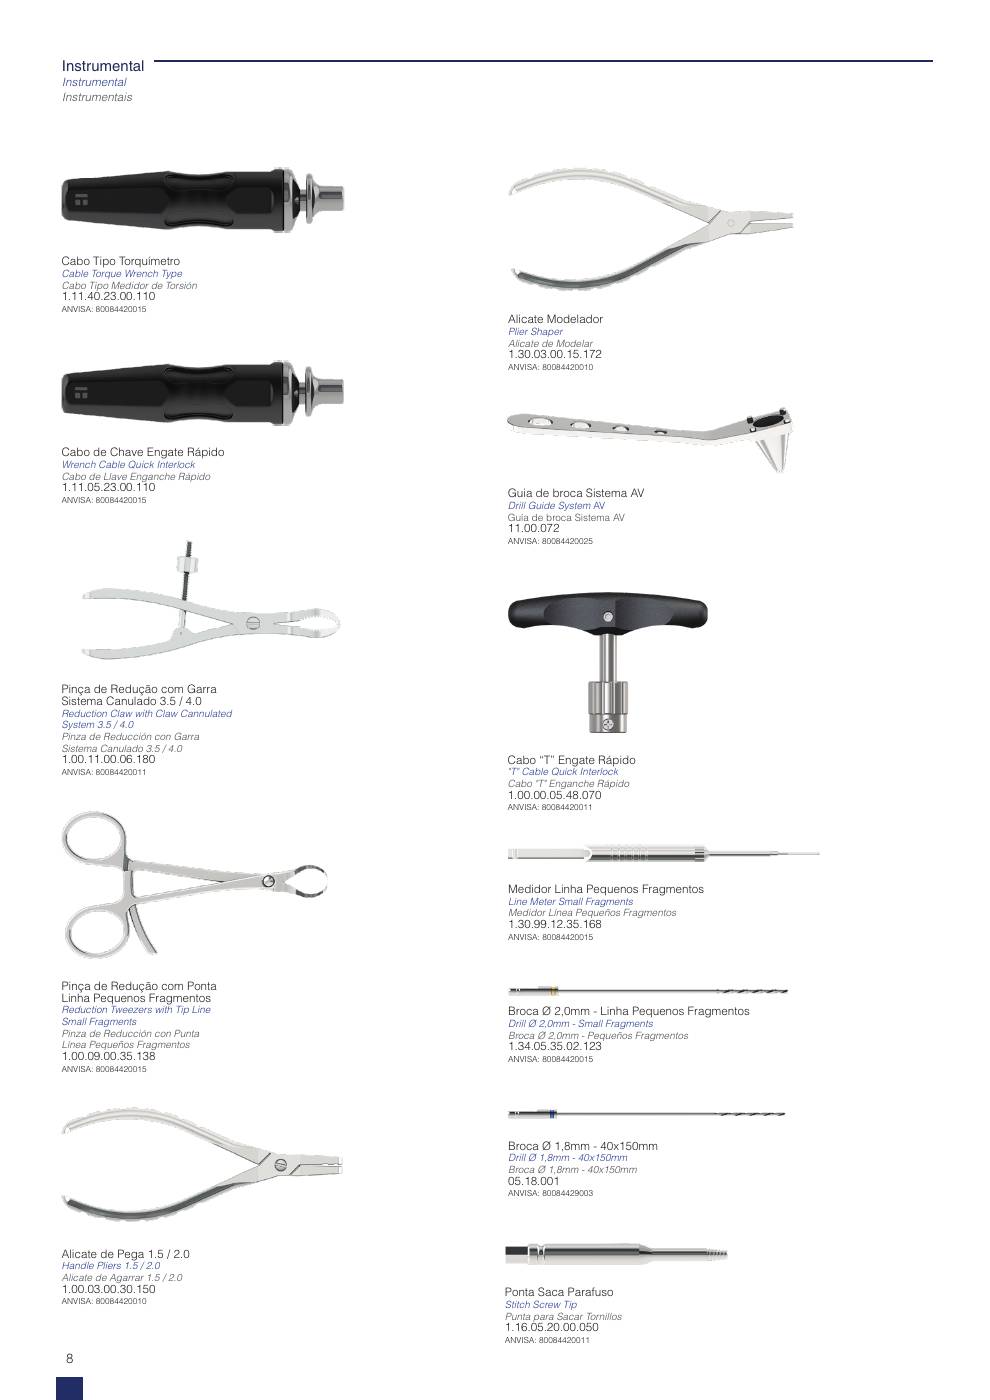 Instrumental
Instrumental
Instrumentais
Cabo Tipo Torquímetro
Cable Torque Wrench Type
Cabo Tipo Medidor de Torsión
1.11.40.23.00.110
ANVISA: 80084420015
Cabo de Chave Engate Rápido
Wrench Cable Quick Interlock
Cabo de Llave Enganche Rápido
1.11.05.23.00.110
ANVISA: 80084420015
Pinça de Redução com Garra
Sistema Canulado 3.5 / 4.0
Reduction Claw with Claw Cannulated
System 3.5 / 4.0
Pinza de Reducción con Garra
Sistema Canulado 3.5 / 4.0
1.00.11.00.06.180
ANVISA: 80084420011
Pinça de Redução com Ponta
Linha Pequenos Fragmentos
Reduction Tweezers with Tip Line
Small Fragments
Pinza de Reducción con Punta
Línea Pequeños Fragmentos
1.00.09.00.35.138
ANVISA: 80084420015
Alicate de Pega 1.5 / 2.0
Handle Pliers 1.5 / 2.0
Alicate de Agarrar 1.5 / 2.0
1.00.03.00.30.150
ANVISA: 80084420010
Alicate Modelador
Plier Shaper
Alicate de Modelar
1.30.03.00.15.172
ANVISA: 80084420010
Guia de broca Sistema AV
Drill Guide System AV
Guía de broca Sistema AV
11.00.072
ANVISA: 80084420025
Cabo “T” Engate Rápido
"T" Cable Quick Interlock
Cabo "T" Enganche Rápido
1.00.00.05.48.070
ANVISA: 80084420011
Medidor Linha Pequenos Fragmentos
Line Meter Small Fragments
Medidor Línea Pequeños Fragmentos
1.30.99.12.35.168
ANVISA: 80084420015
Broca Ø 2,0mm - Linha Pequenos Fragmentos
Drill Ø 2,0mm - Small Fragments
Broca Ø 2,0mm - Pequeños Fragmentos
1.34.05.35.02.123
ANVISA: 80084420015
Broca Ø 1,8mm - 40x150mm
Drill Ø 1,8mm - 40x150mm
Broca Ø 1,8mm - 40x150mm
05.18.001
ANVISA: 80084429003
Ponta Saca Parafuso
Stitch Screw Tip
Punta para Sacar Tornillos
1.16.05.20.00.050
ANVISA: 80084420011
8